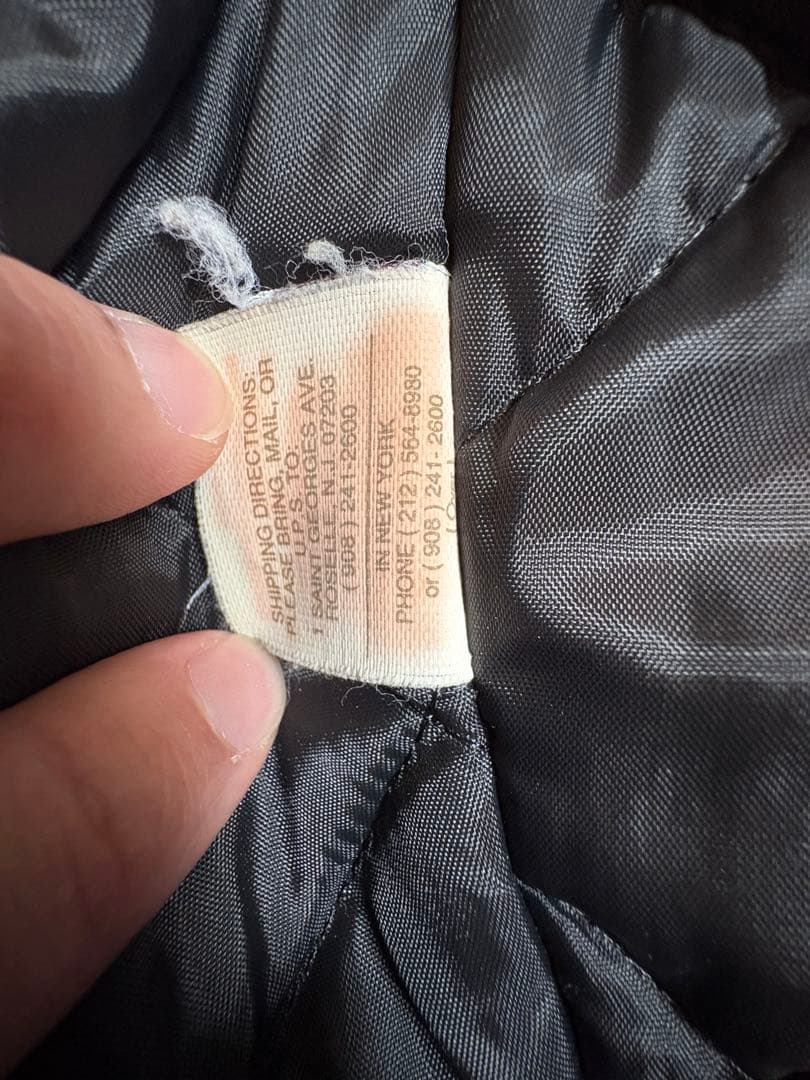 SHIPPING DIRECTIONS:
PLEASE BRING, MAIL, OR
U.P.S. TO
1 SAINT GEORGES AVE.
ROSELLE, N.J. 07203
( 908 ) 241-2600
IN NEW YORK
PHONE ( 212 ) 564-8980
or ( 908 ) 241- 2600